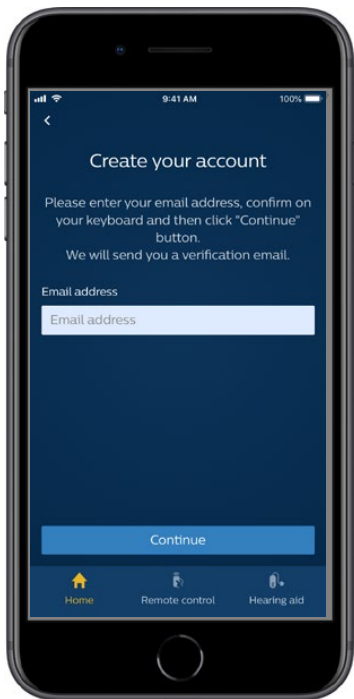 9:41 AM
100%
Create your account
Please enter your email address, confirm on
your keyboard and then click "Continue"
button.
We will send you a verification email.
Email address
Email address
Continue
Home
Remote control
Hearing aid